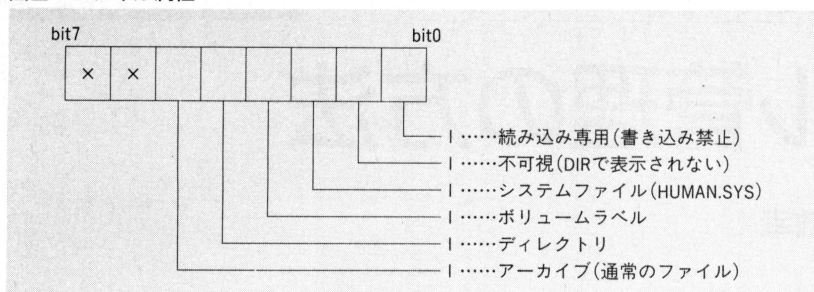 bit7 bit0
× ×
1……続み込み専用(書き込み禁止)
1……不可視(DIRで表示されない)
1……システムファイル(HUMAN.SYS)
1……ボリュームラベル
1……ディレクトリ
1……アーカイブ(通常のファイル)